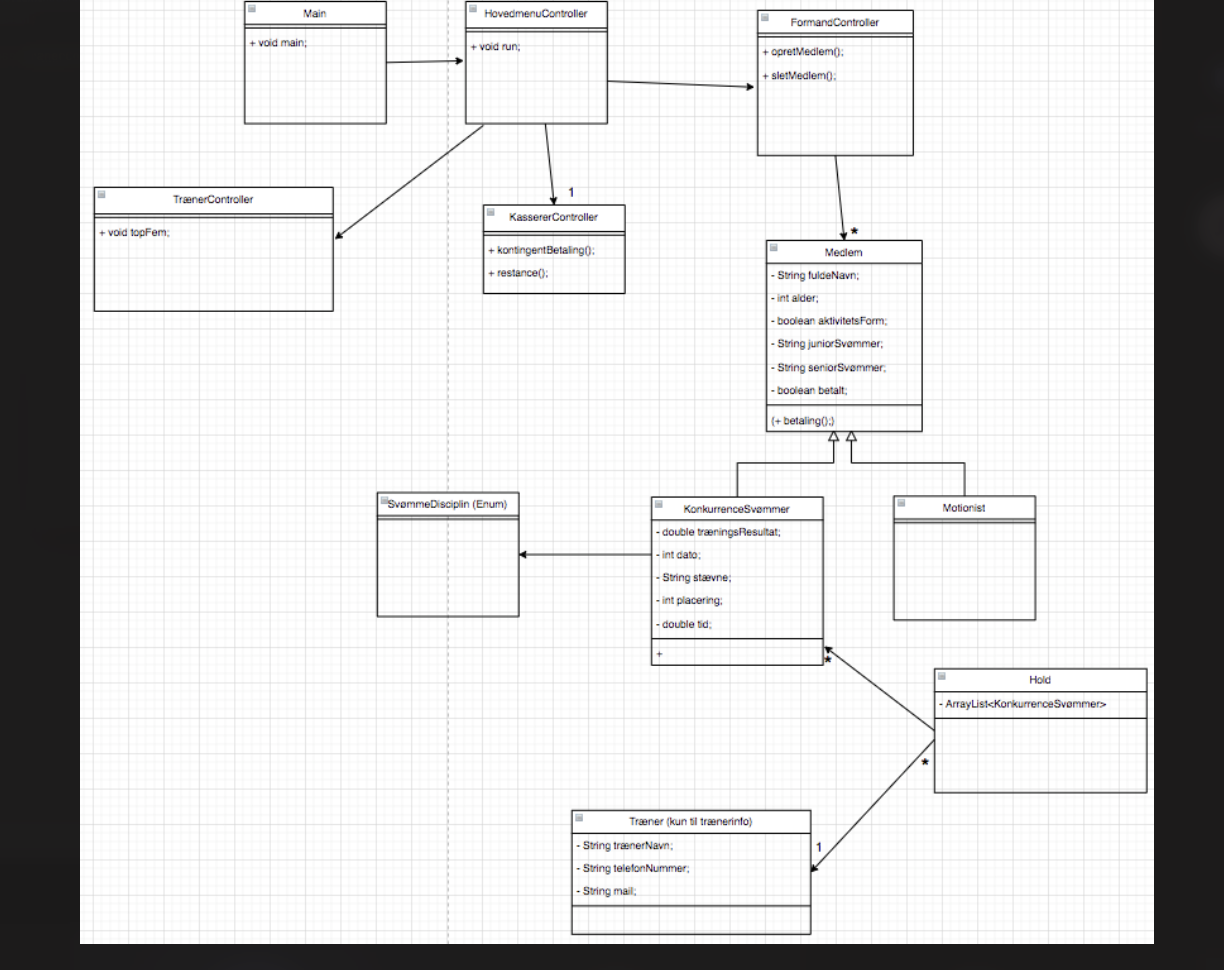 Main
+ void main;
HovedmenuController
+ void run;
FormandController
+ opretMedlem();
+ sletMedlem();
TrænerController
+ void topFem;
1
KassererController
+ kontingentBetaling();
+ restance();
*
Medlem
- String fuldeNavn;
- int alder;
- boolean aktivitetsForm;
- String juniorSvømmer;
- String seniorSvømmer;
- boolean betalt;
(+ betaling();)
SvømmeDisciplin (Enum)
KonkurrenceSvømmer
- double træningsResultat;
- int dato;
- String stævne;
- int placering;
- double tid;
+
*
Motionist
Hold
- ArrayList<KonkurrenceSvømmer>
*
1
Træner (kun til trænerinfo)
- String trænerNavn;
- String telefonNummer;
- String mail;